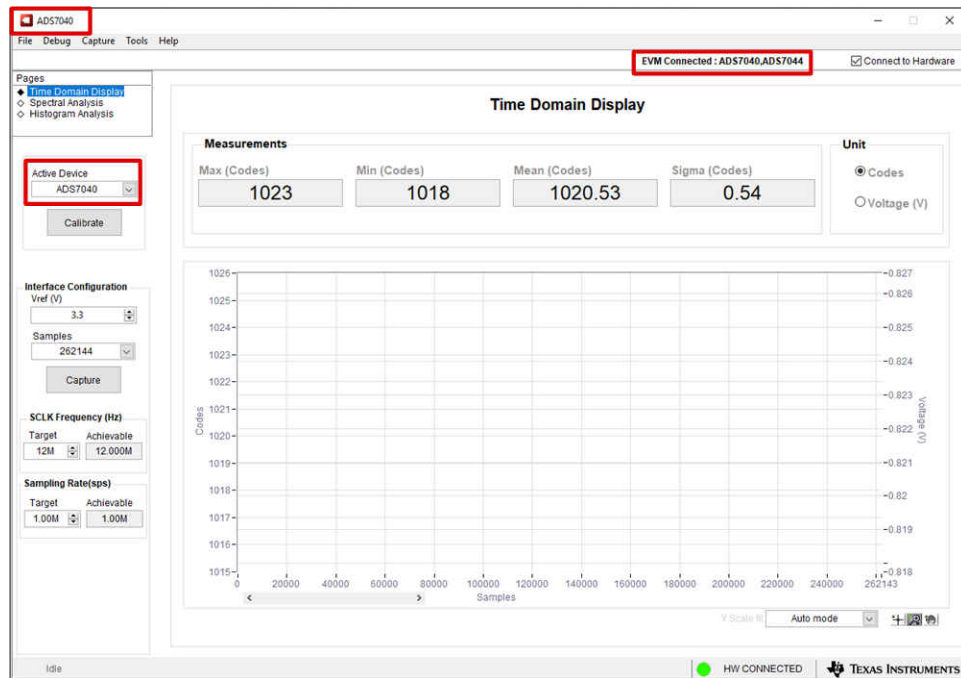 ADS7040
File Debug Capture Tools Help
EVM Connected : ADS7040,ADS7044
Connect to Hardware
Pages
Time Domain Display
Spectral Analysis
Histogram Analysis
Active Device
ADS7040
Calibrate
Interface Configuration
Vref (V)
3.3
Samples
262144
Capture
SCLK Frequency (Hz)
Target Achievable
12M 12.000M
Sampling Rate(sps)
Target Achievable
1.00M 1.00M
Time Domain Display
Measurements
Max (Codes) Min (Codes) Mean (Codes) Sigma (Codes)
1023 1018 1020.53 0.54
Unit
Codes
Voltage (V)
Codes
1026
1025
1024
1023
1022
1021
1020
1019
1018
1017
1016
1015
0 20000 40000 60000 80000 100000 120000 140000 160000 180000 200000 220000 240000 262143
Samples
0.827
0.826
0.825
0.824
0.823
0.822
0.821
0.82
0.819
0.818
Voltage (V)
Y Scale
Auto mode
Idle
HW CONNECTED
TEXAS INSTRUMENTS